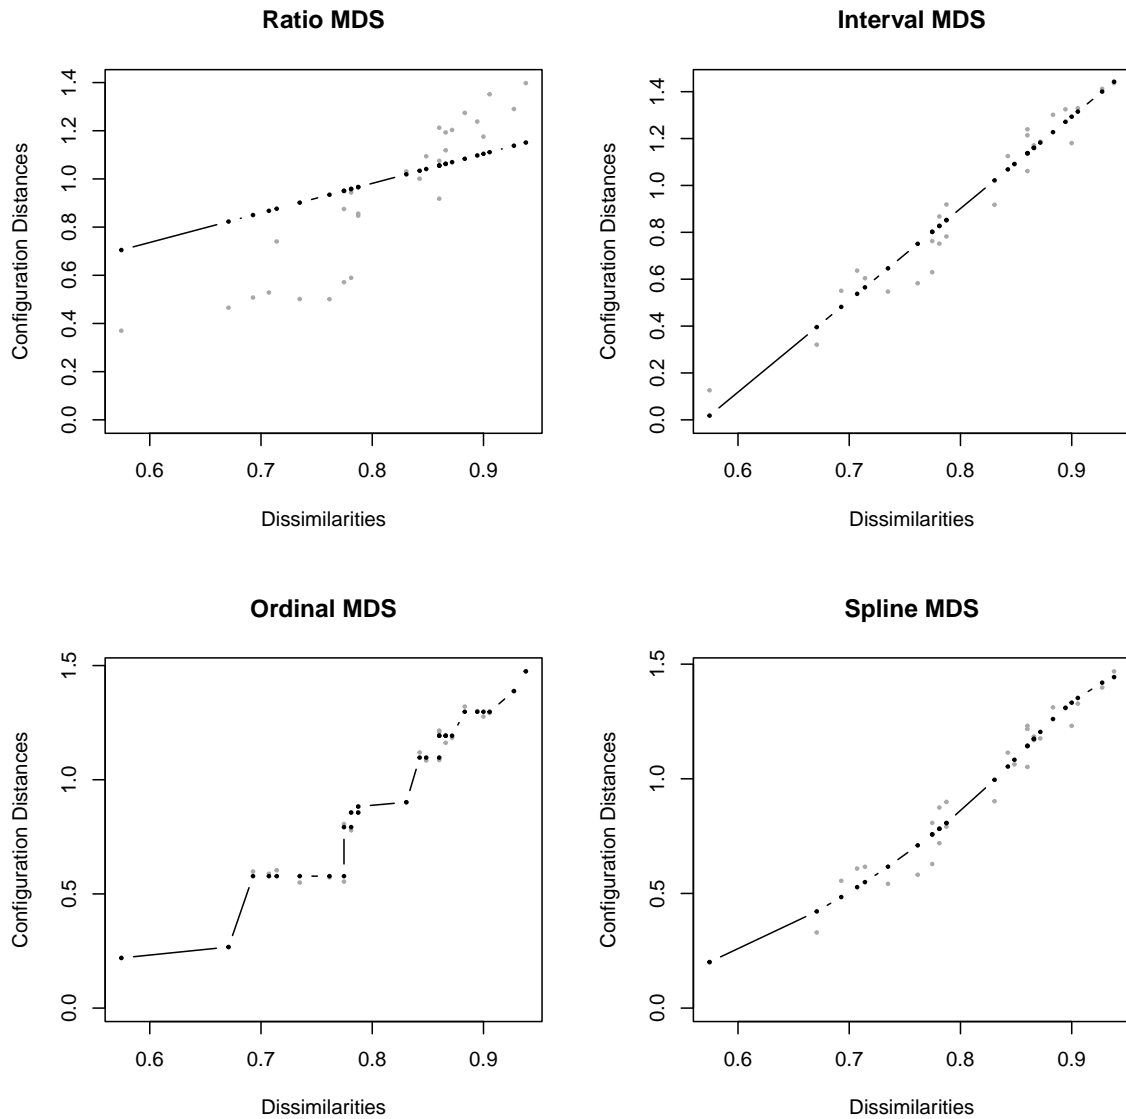 Ratio MDS
Configuration Distances
0.0 0.2 0.4 0.6 0.8 1.0 1.2 1.4
0.6 0.7 0.8 0.9
Dissimilarities
Interval MDS
Configuration Distances
0.0 0.2 0.4 0.6 0.8 1.0 1.2 1.4
0.6 0.7 0.8 0.9
Dissimilarities
Ordinal MDS
Configuration Distances
0.0 0.5 1.0 1.5
0.6 0.7 0.8 0.9
Dissimilarities
Spline MDS
Configuration Distances
0.0 0.5 1.0 1.5
0.6 0.7 0.8 0.9
Dissimilarities